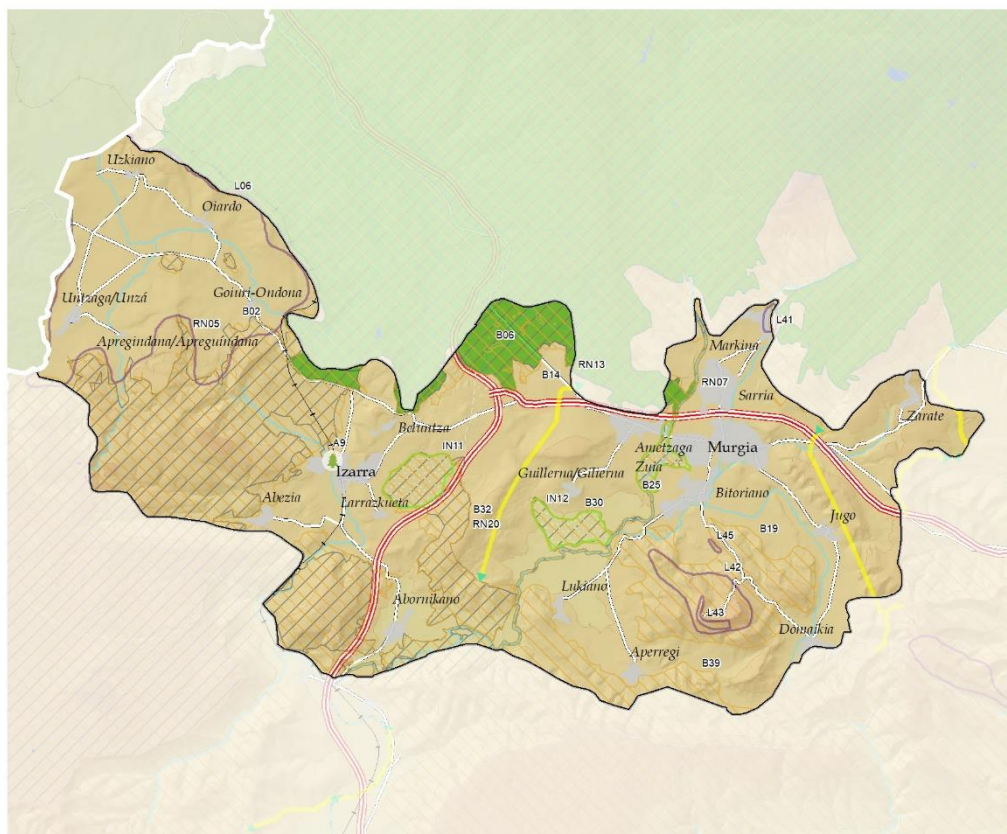 Uzkiano
L06
Oiardo
Untzaga/Unzá
Goiuri-Ondona
B02
RN05
Apregindana/Apreguindana
B06
L41
Markina
RN13
B14
RN07
Sarria
Zarate
Beluntza
A9
IN11
Izarra
Ametzaga
Zuia
Murgia
Guillerna/Gilierna
Larrazkueta
Abezia
B32
RN20
IN12
B30
B25
Bitoriano
Jugo
B19
L45
L42
L43
Lukiano
Abornikano
Domaikia
Aperregi
B39